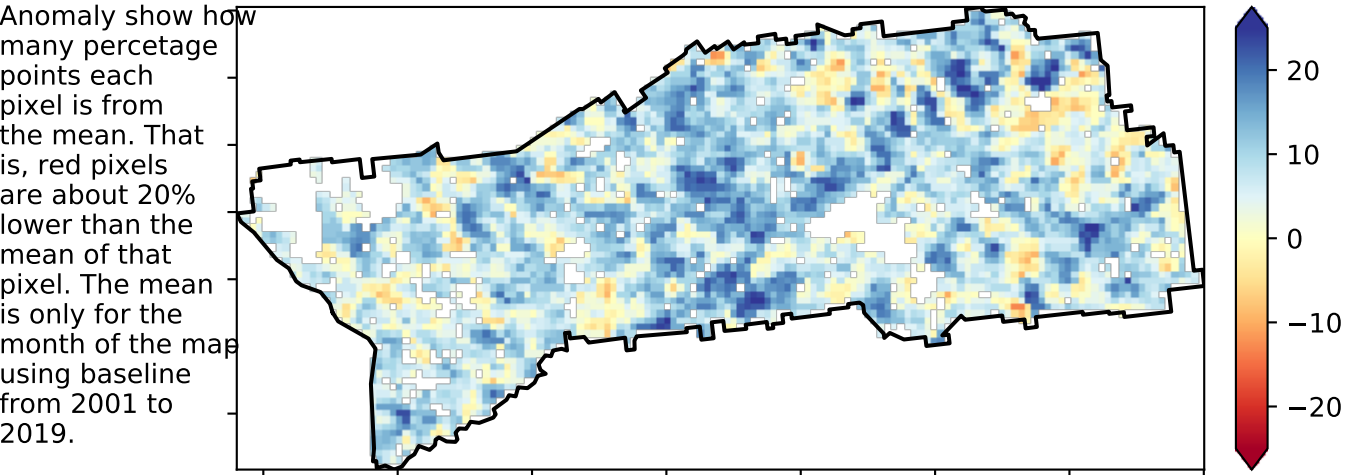 Anomaly show how
many percetage
points each
pixel is from
the mean. That
is, red pixels
are about 20%
lower than the
mean of that
pixel. The mean
is only for the
month of the map
using baseline
from 2001 to
2019.
20
10
0
−10
−20